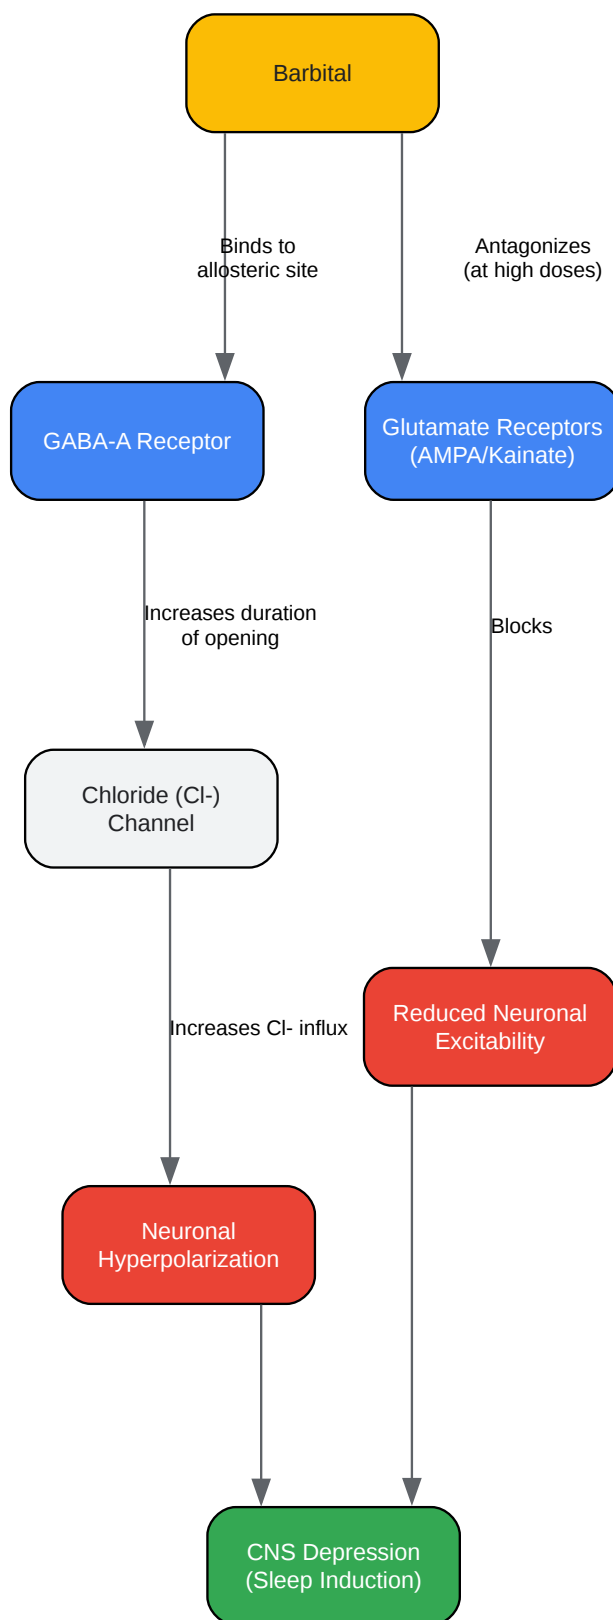 Barbital
Binds to
allosteric site
Antagonizes
(at high doses)
GABA-A Receptor
Glutamate Receptors
(AMPA/Kainate)
Increases duration
of opening
Blocks
Chloride (Cl-)
Channel
Increases Cl- influx
Reduced Neuronal
Excitability
Neuronal
Hyperpolarization
CNS Depression
(Sleep Induction)